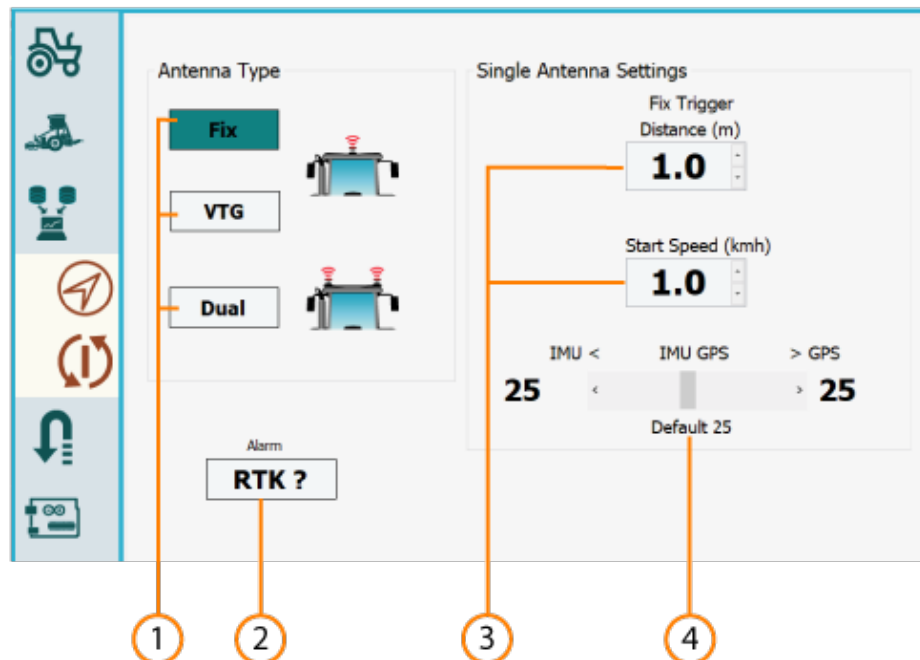 Antenna Type
Fix
VTG
Dual
Alarm
RTK ?
Single Antenna Settings
Fix Trigger
Distance (m)
1.0
Start Speed (kmh)
1.0
IMU < IMU GPS > GPS
25 < > 25
Default 25
1 2 3 4